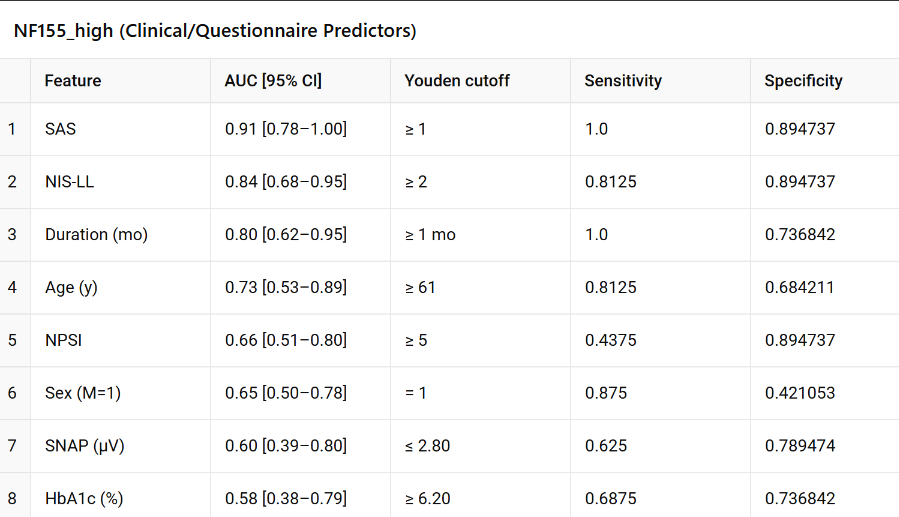 NF155_high (Clinical/Questionnaire Predictors)
Feature AUC [95% CI] Youden cutoff Sensitivity Specificity
1 SAS 0.91 [0.78–1.00] ≥ 1 1.0 0.894737
2 NIS-LL 0.84 [0.68–0.95] ≥ 2 0.8125 0.894737
3 Duration (mo) 0.80 [0.62–0.95] ≥ 1 mo 1.0 0.736842
4 Age (y) 0.73 [0.53–0.89] ≥ 61 0.8125 0.684211
5 NPSI 0.66 [0.51–0.80] ≥ 5 0.4375 0.894737
6 Sex (M=1) 0.65 [0.50–0.78] = 1 0.875 0.421053
7 SNAP (μV) 0.60 [0.39–0.80] ≤ 2.80 0.625 0.789474
8 HbA1c (%) 0.58 [0.38–0.79] ≥ 6.20 0.6875 0.736842